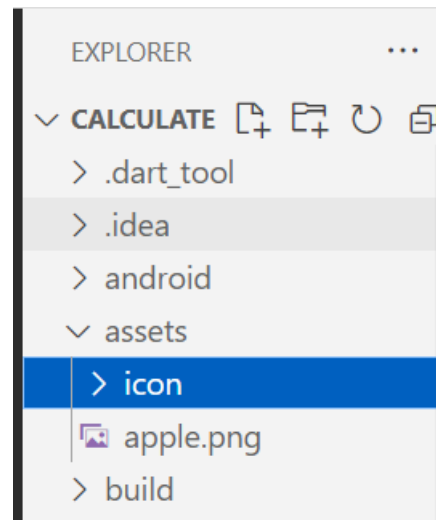 EXPLORER
CALCULATE
.dart_tool
.idea
android
assets
icon
apple.png
build